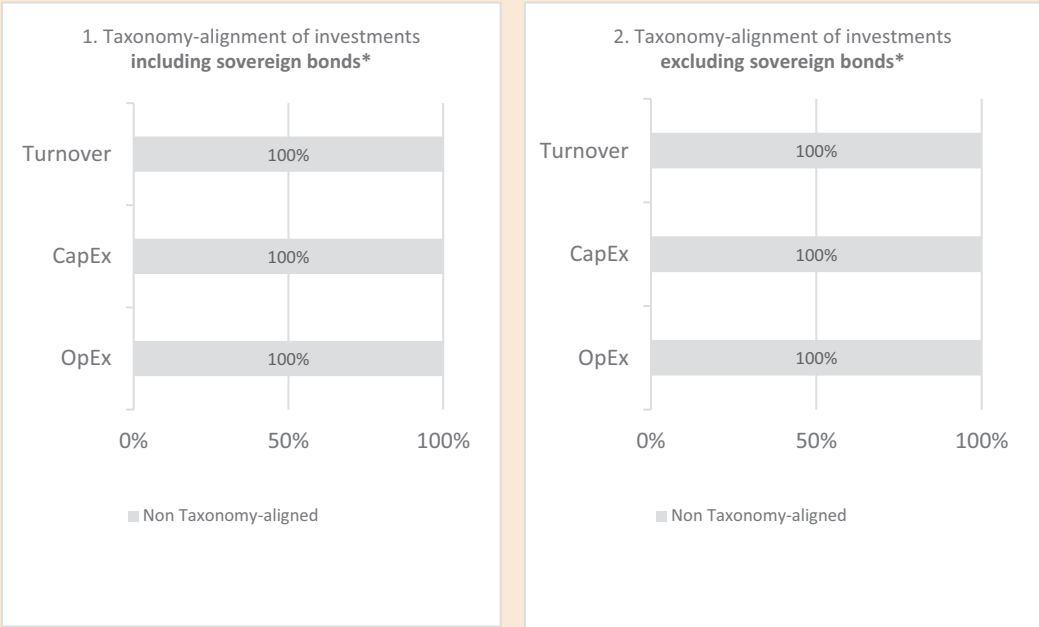 1. Taxonomy-alignment of investments
including sovereign bonds*
Turnover
100%
CapEx
100%
OpEx
100%
0%
50%
100%
Non Taxonomy-aligned
2. Taxonomy-alignment of investments
excluding sovereign bonds*
Turnover
100%
CapEx
100%
OpEx
100%
0%
50%
100%
Non Taxonomy-aligned